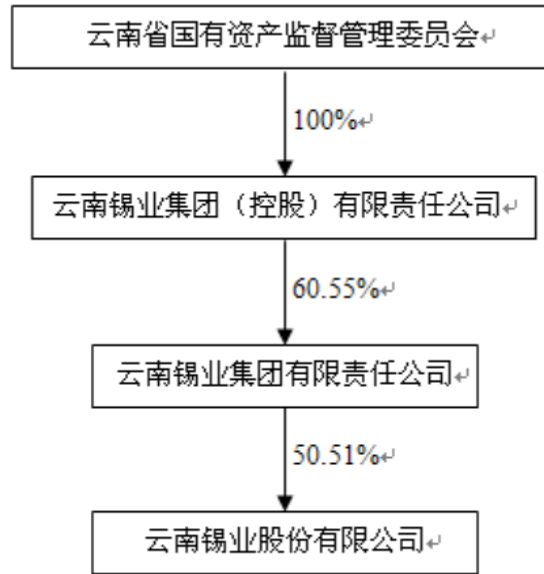 云南省国有资产监督管理委员会
100%
云南锡业集团（控股）有限责任公司
60.55%
云南锡业集团有限责任公司
50.51%
云南锡业股份有限公司